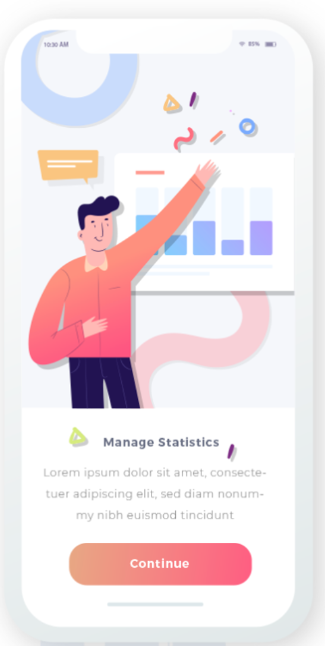 10:30 AM 85%
Manage Statistics
Lorem ipsum dolor sit amet, consecte-
tuer adipiscing elit, sed diam nonum-
my nibh euismod tincidunt
Continue